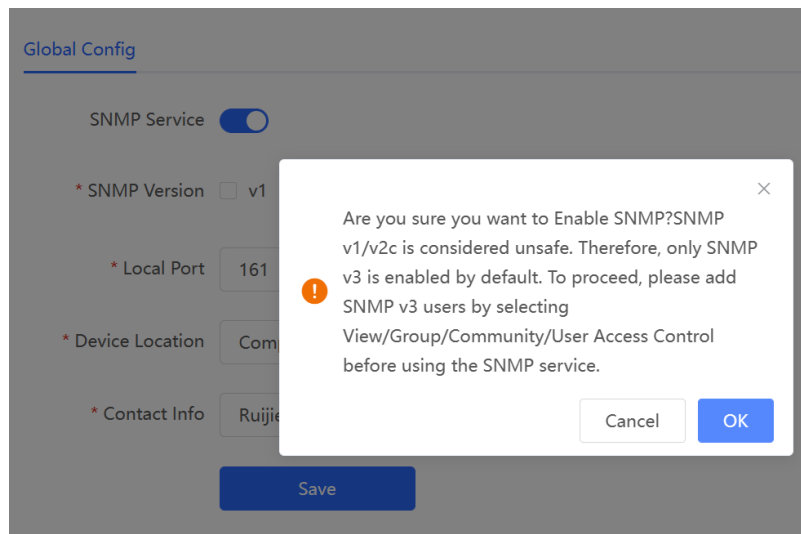 Global Config
SNMP Service
* SNMP Version v1
Are you sure you want to Enable SNMP?SNMP
v1/v2c is considered unsafe. Therefore, only SNMP
* Local Port 161
v3 is enabled by default. To proceed, please add
SNMP v3 users by selecting
* Device Location
View/Group/Community/User Access Control
before using the SNMP service.
* Contact Info Ruijie
Cancel OK
Save